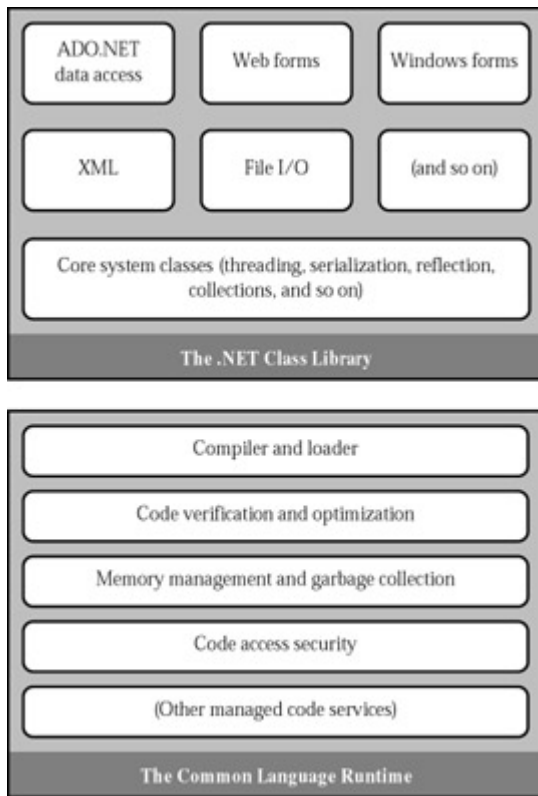 ADO.NET
data access
Web forms
Windows forms
XML
File I/O
(and so on)
Core system classes (threading, serialization, reflection,
collections, and so on)
The .NET Class Library
Compiler and loader
Code verification and optimization
Memory management and garbage collection
Code access security
(Other managed code services)
The Common Language Runtime